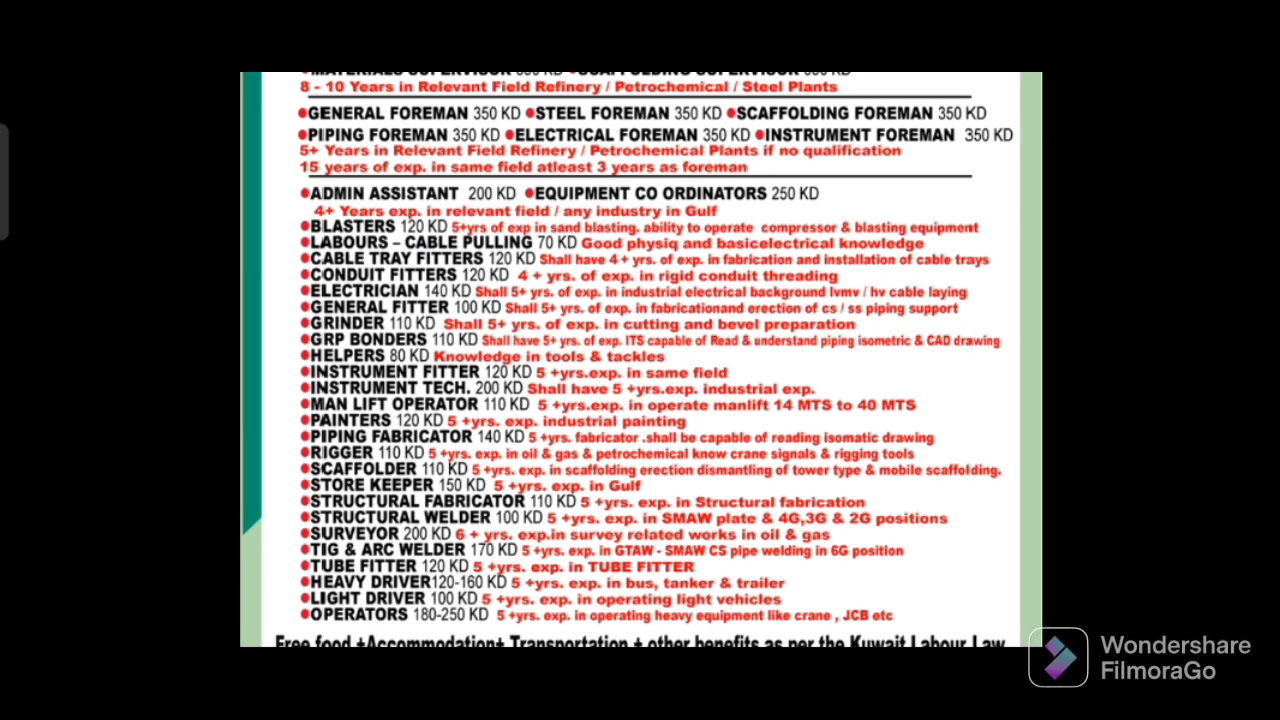 MATERIALS SUPERVISOR 350 KD •SCAFFOLDING SUPERVISOR 350 KD
8 - 10 Years in Relevant Field Refinery / Petrochemical / Steel Plants
•GENERAL FOREMAN 350 KD •STEEL FOREMAN 350 KD •SCAFFOLDING FOREMAN 350 KD
•PIPING FOREMAN 350 KD •ELECTRICAL FOREMAN 350 KD •INSTRUMENT FOREMAN 350 KD
5+ Years in Relevant Field Refinery / Petrochemical Plants if no qualification
15 years of exp. in same field atleast 3 years as foreman
•ADMIN ASSISTANT 200 KD •EQUIPMENT CO ORDINATORS 250 KD
4+ Years exp. in relevant field / any industry in Gulf
•BLASTERS 120 KD 5+yrs of exp in sand blasting. ability to operate compressor & blasting equipment
•LABOURS – CABLE PULLING 70 KD Good physiq and basicelectrical knowledge
•CABLE TRAY FITTERS 120 KD Shall have 4 + yrs. of exp. in fabrication and installation of cable trays
•CONDUIT FITTERS 120 KD 4 + yrs. of exp. in rigid conduit threading
•ELECTRICIAN 140 KD Shall 5+ yrs. of exp. in industrial electrical background lvmv / hv cable laying
•GENERAL FITTER 100 KD Shall 5+ yrs. of exp. in fabricationand erection of cs / ss piping support
•GRINDER 110 KD Shall 5+ yrs. of exp. in cutting and bevel preparation
•GRP BONDERS 110 KD Shall have 5+ yrs. of exp. ITS capable of Read & understand piping isometric & CAD drawing
•HELPERS 80 KD Knowledge in tools & tackles
•INSTRUMENT FITTER 120 KD 5 +yrs.exp. in same field
•INSTRUMENT TECH. 200 KD Shall have 5 +yrs.exp. industrial exp.
•MAN LIFT OPERATOR 110 KD 5 +yrs.exp. in operate manlift 14 MTS to 40 MTS
•PAINTERS 120 KD 5 +yrs. exp. industrial painting
•PIPING FABRICATOR 140 KD 5 +yrs. fabricator .shall be capable of reading isomatic drawing
•RIGGER 110 KD 5 +yrs. exp. in oil & gas & petrochemical know crane signals & rigging tools
•SCAFFOLDER 110 KD 5 +yrs. exp. in scaffolding erection dismantling of tower type & mobile scaffolding.
•STORE KEEPER 150 KD 5 +yrs. exp. in Gulf
•STRUCTURAL FABRICATOR 110 KD 5 +yrs. exp. in Structural fabrication
•STRUCTURAL WELDER 100 KD 5 +yrs. exp. in SMAW plate & 4G,3G & 2G positions
•SURVEYOR 200 KD 6 + yrs. exp.in survey related works in oil & gas
•TIG & ARC WELDER 170 KD 5 +yrs. exp. in GTAW - SMAW CS pipe welding in 6G position
•TUBE FITTER 120 KD 5 +yrs. exp. in TUBE FITTER
•HEAVY DRIVER120-160 KD 5 +yrs. exp. in bus, tanker & trailer
•LIGHT DRIVER 100 KD 5 +yrs. exp. in operating light vehicles
•OPERATORS 180-250 KD 5 +yrs. exp. in operating heavy equipment like crane , JCB etc
Free food +Accommodation+ Transportation + other benefits as per the Kuwait Labour Law
Wondershare
FilmoraGo